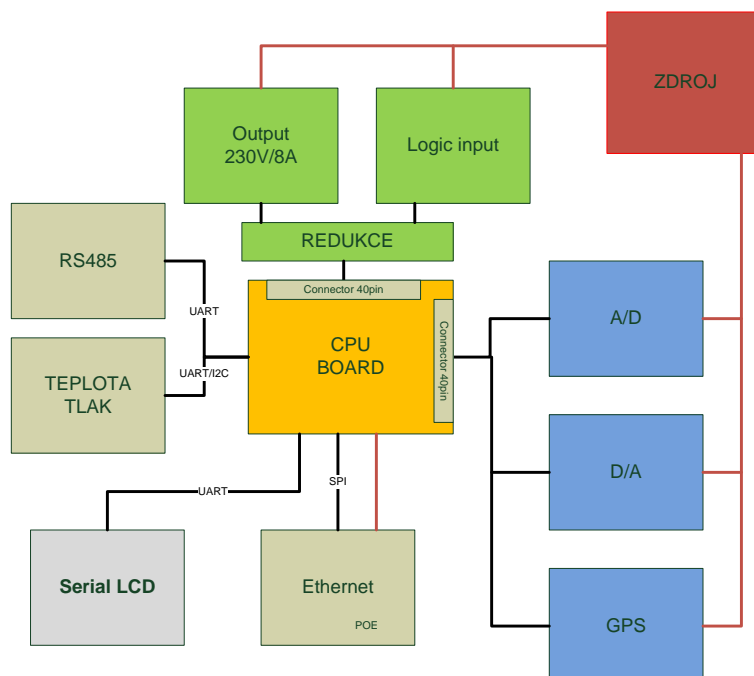 ZDROJ
Output
230V/8A
Logic input
REDUKCE
RS485
UART
Connector 40pin
Connector 40pin
CPU
BOARD
A/D
TEPLOTA
TLAK
UART/I2C
D/A
UART
SPI
Serial LCD
Ethernet
POE
GPS